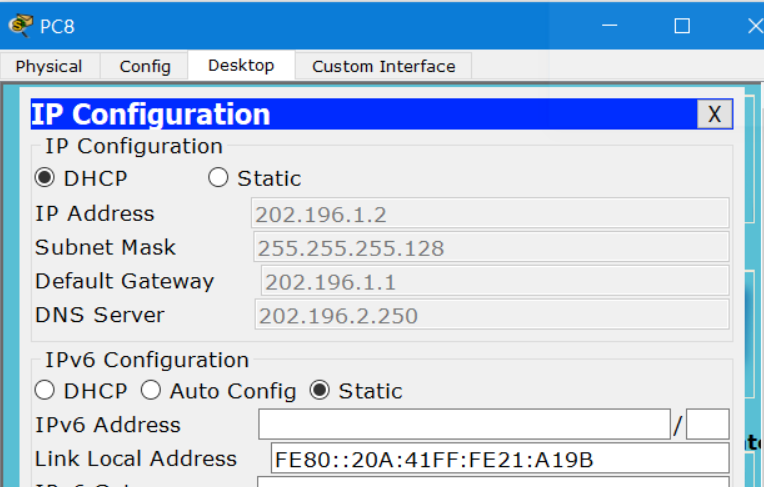 PC8
Physical Config Desktop Custom Interface
IP Configuration X
IP Configuration
DHCP Static
IP Address 202.196.1.2
Subnet Mask 255.255.255.128
Default Gateway 202.196.1.1
DNS Server 202.196.2.250
IPv6 Configuration
DHCP Auto Config Static
IPv6 Address /
Link Local Address FE80::20A:41FF:FE21:A19B